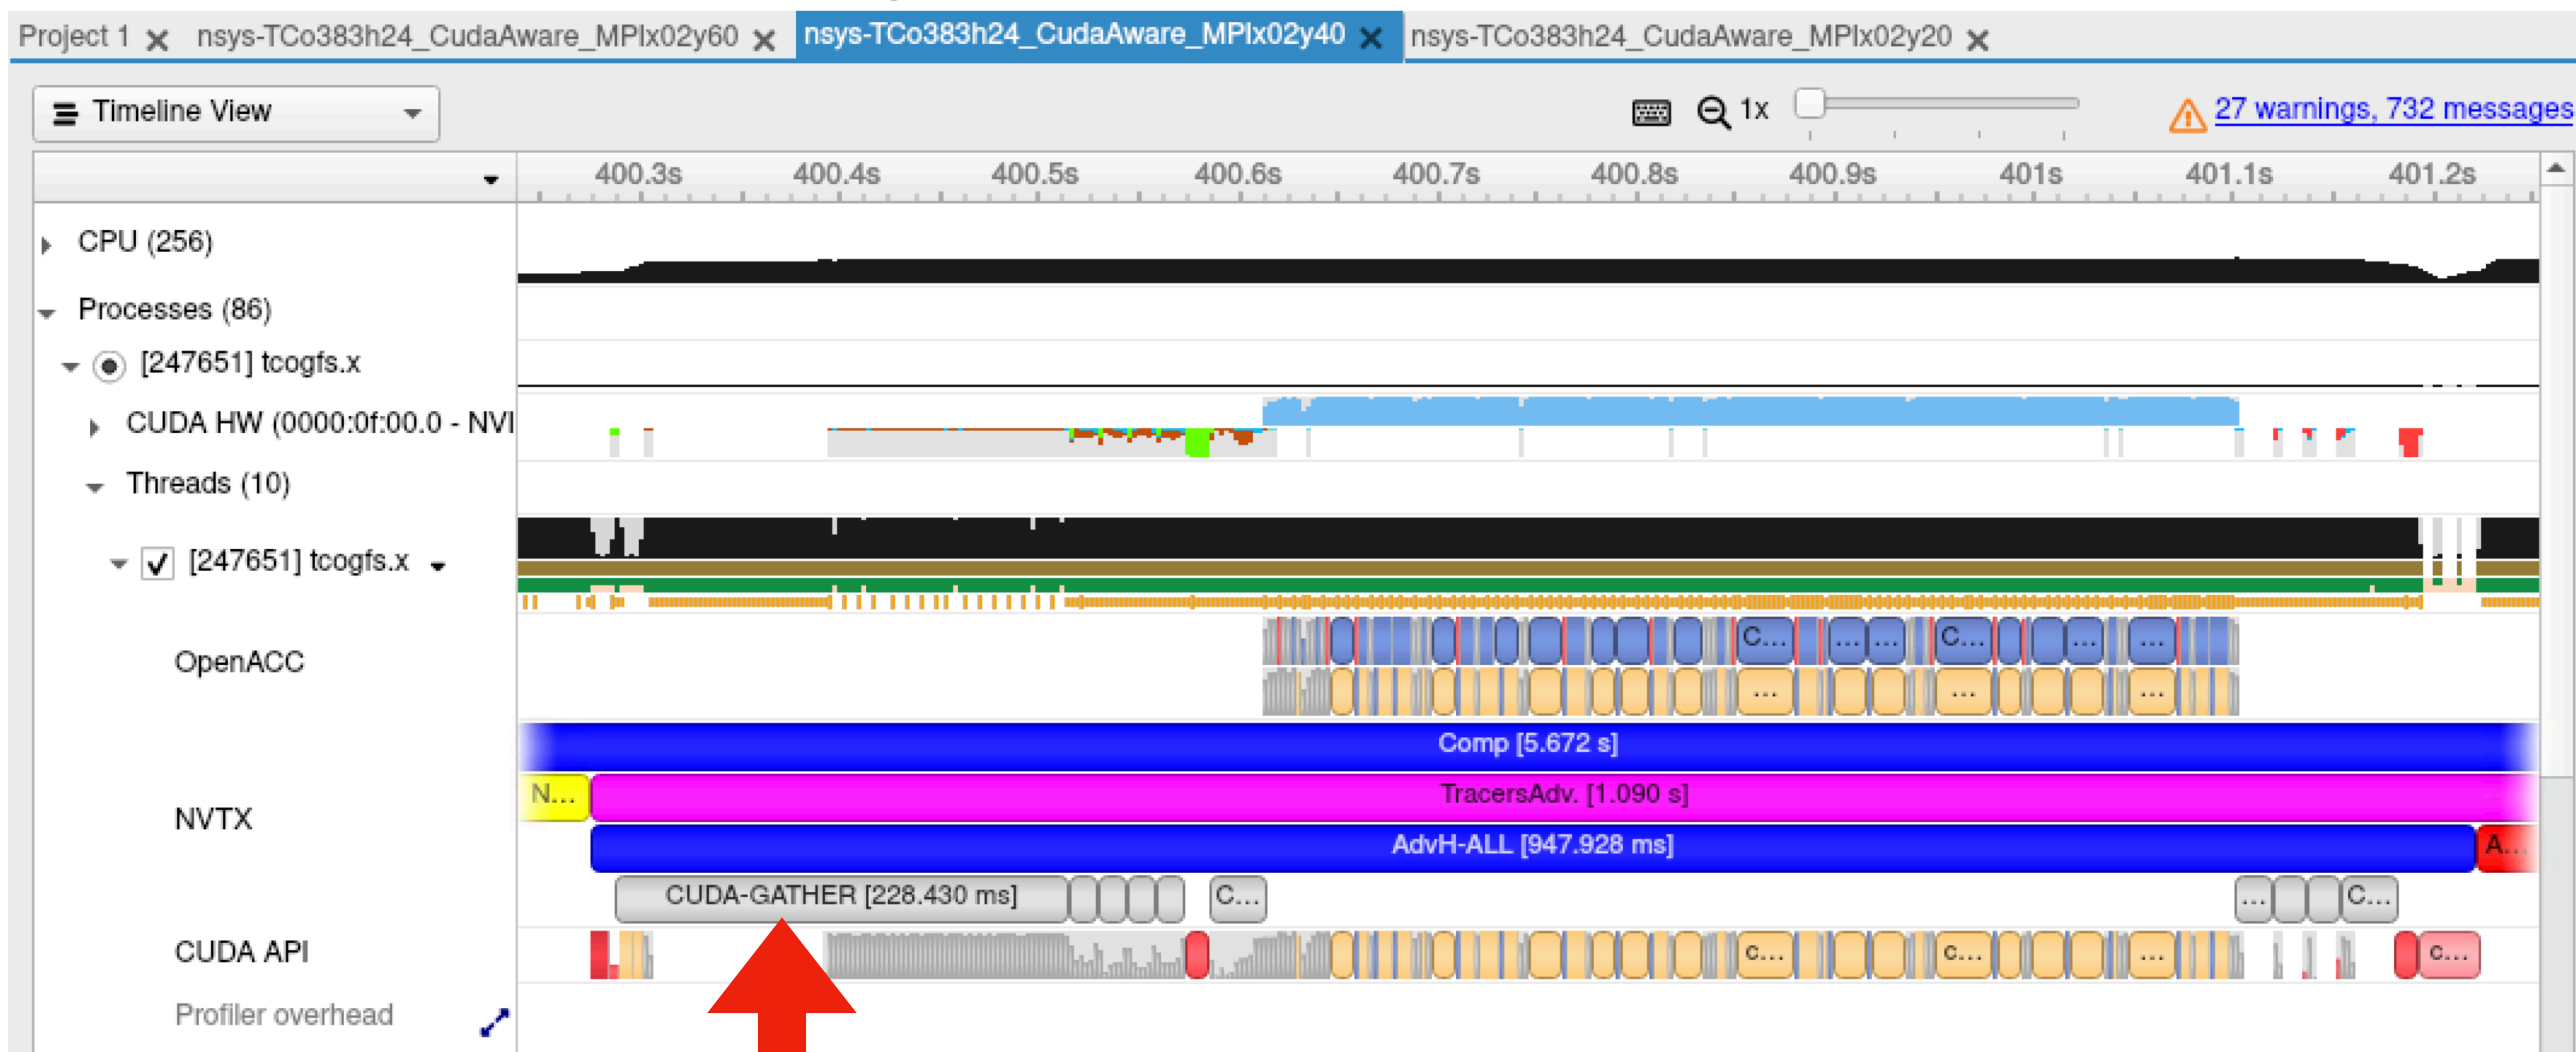 Project 1 nsys-TCo383h24_CudaAware_MPIx02y60 nsys-TCo383h24_CudaAware_MPIx02y40 nsys-TCo383h24_CudaAware_MPIx02y20
Timeline View 1x 27 warnings, 732 messages
400.3s 400.4s 400.5s 400.6s 400.7s 400.8s 400.9s 401s 401.1s 401.2s
CPU (256)
Processes (86)
[247651] tcogfs.x
CUDA HW (0000:0f:00.0 - NVI
Threads (10)
[247651] tcogfs.x
C... ... ... C... ... ...
OpenACC
... ... ...
Comp [5.672 s]
N... TracersAdv. [1.090 s]
NVTX
AdvH-ALL [947.928 ms] A...
CUDA-GATHER [228.430 ms] C... ... C...
CUDA API C... C... ... c...
Profiler overhead